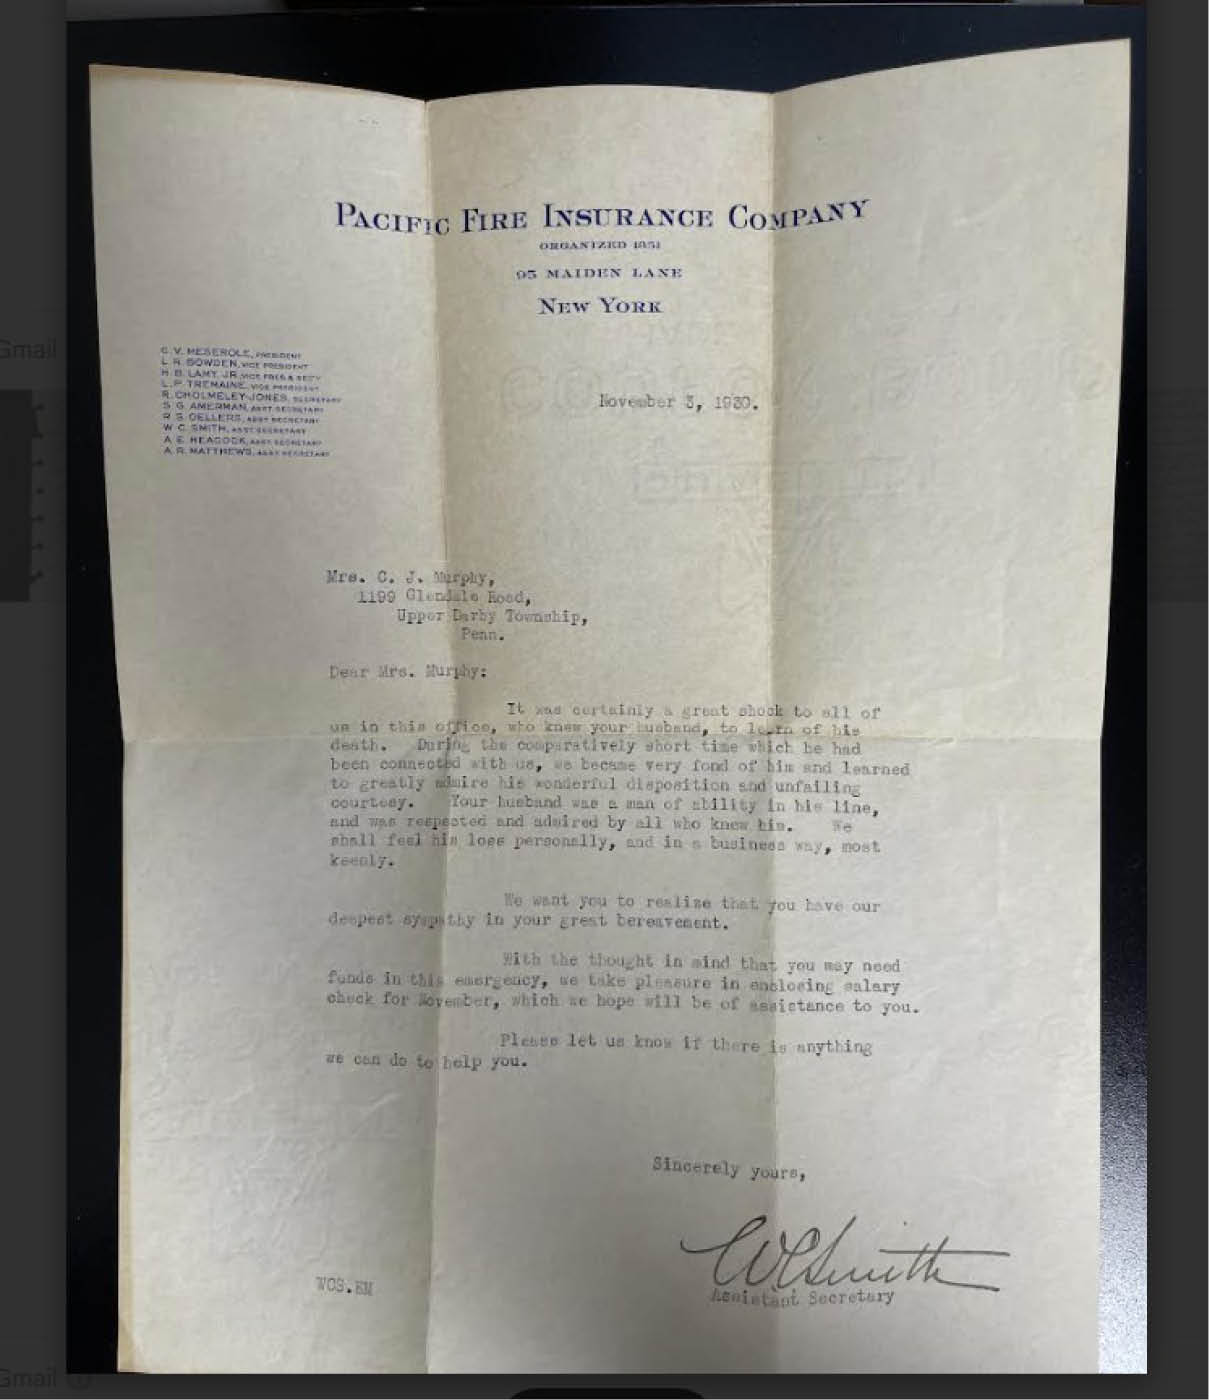 PACIFIC FIRE INSURANCE COMPANY
ORGANIZED 1851
95 MAIDEN LANE
NEW YORK
C. V. MESEROLE, PRESIDENT
L. R. BOWDEN, VICE PRESIDENT
H. B. LAMY, JR. VICE PRES & SECTY
L. P. TREMAINE, VICE PRESIDENT
R. CHOLMELEY-JONES, SECRETARY
S. G. AMERMAN, ASST SECRETARY
R. S. OELLERS, ASST SECRETARY
W. C. SMITH, ASST SECRETARY
A. E. HEACOCK, ASST SECRETARY
A. R. MATTHEWS, ASST SECRETARY
November 3, 1930.
Mrs. C. J. Murphy,
1199 Glendale Road,
Upper Darby Township,
Penn.
Dear Mrs. Murphy:
It was certainly a great shock to all of
us in this office, who knew your husband, to learn of his
death. During the comparatively short time which he had
been connected with us, we became very fond of him and learned
to greatly admire his wonderful disposition and unfailing
courtesy. Your husband was a man of ability in his line,
and was respected and admired by all who knew him. We
shall feel his loss personally, and in a business way, most
keenly.
We want you to realize that you have our
deepest sympathy in your great bereavement.
With the thought in mind that you may need
funds in this emergency, we take pleasure in enclosing salary
check for November, which we hope will be of assistance to you.
Please let us know if there is anything
we can do to help you.
Sincerely yours,
WCSmith
Assistant Secretary
WCS.EM
Gmail
Gmail